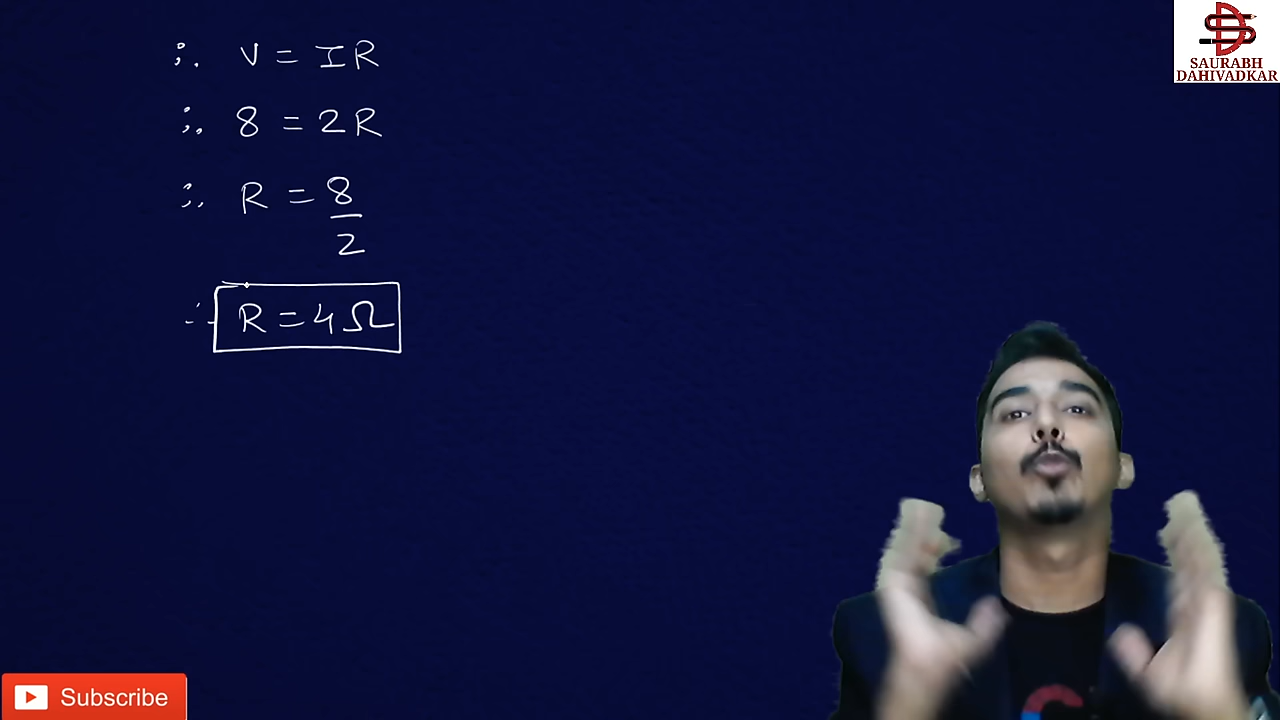 ∴ V = IR
∴ 8 = 2R
∴ R = 8/2
∴ R = 4Ω
SAURABH
DAHIVADKAR
Subscribe